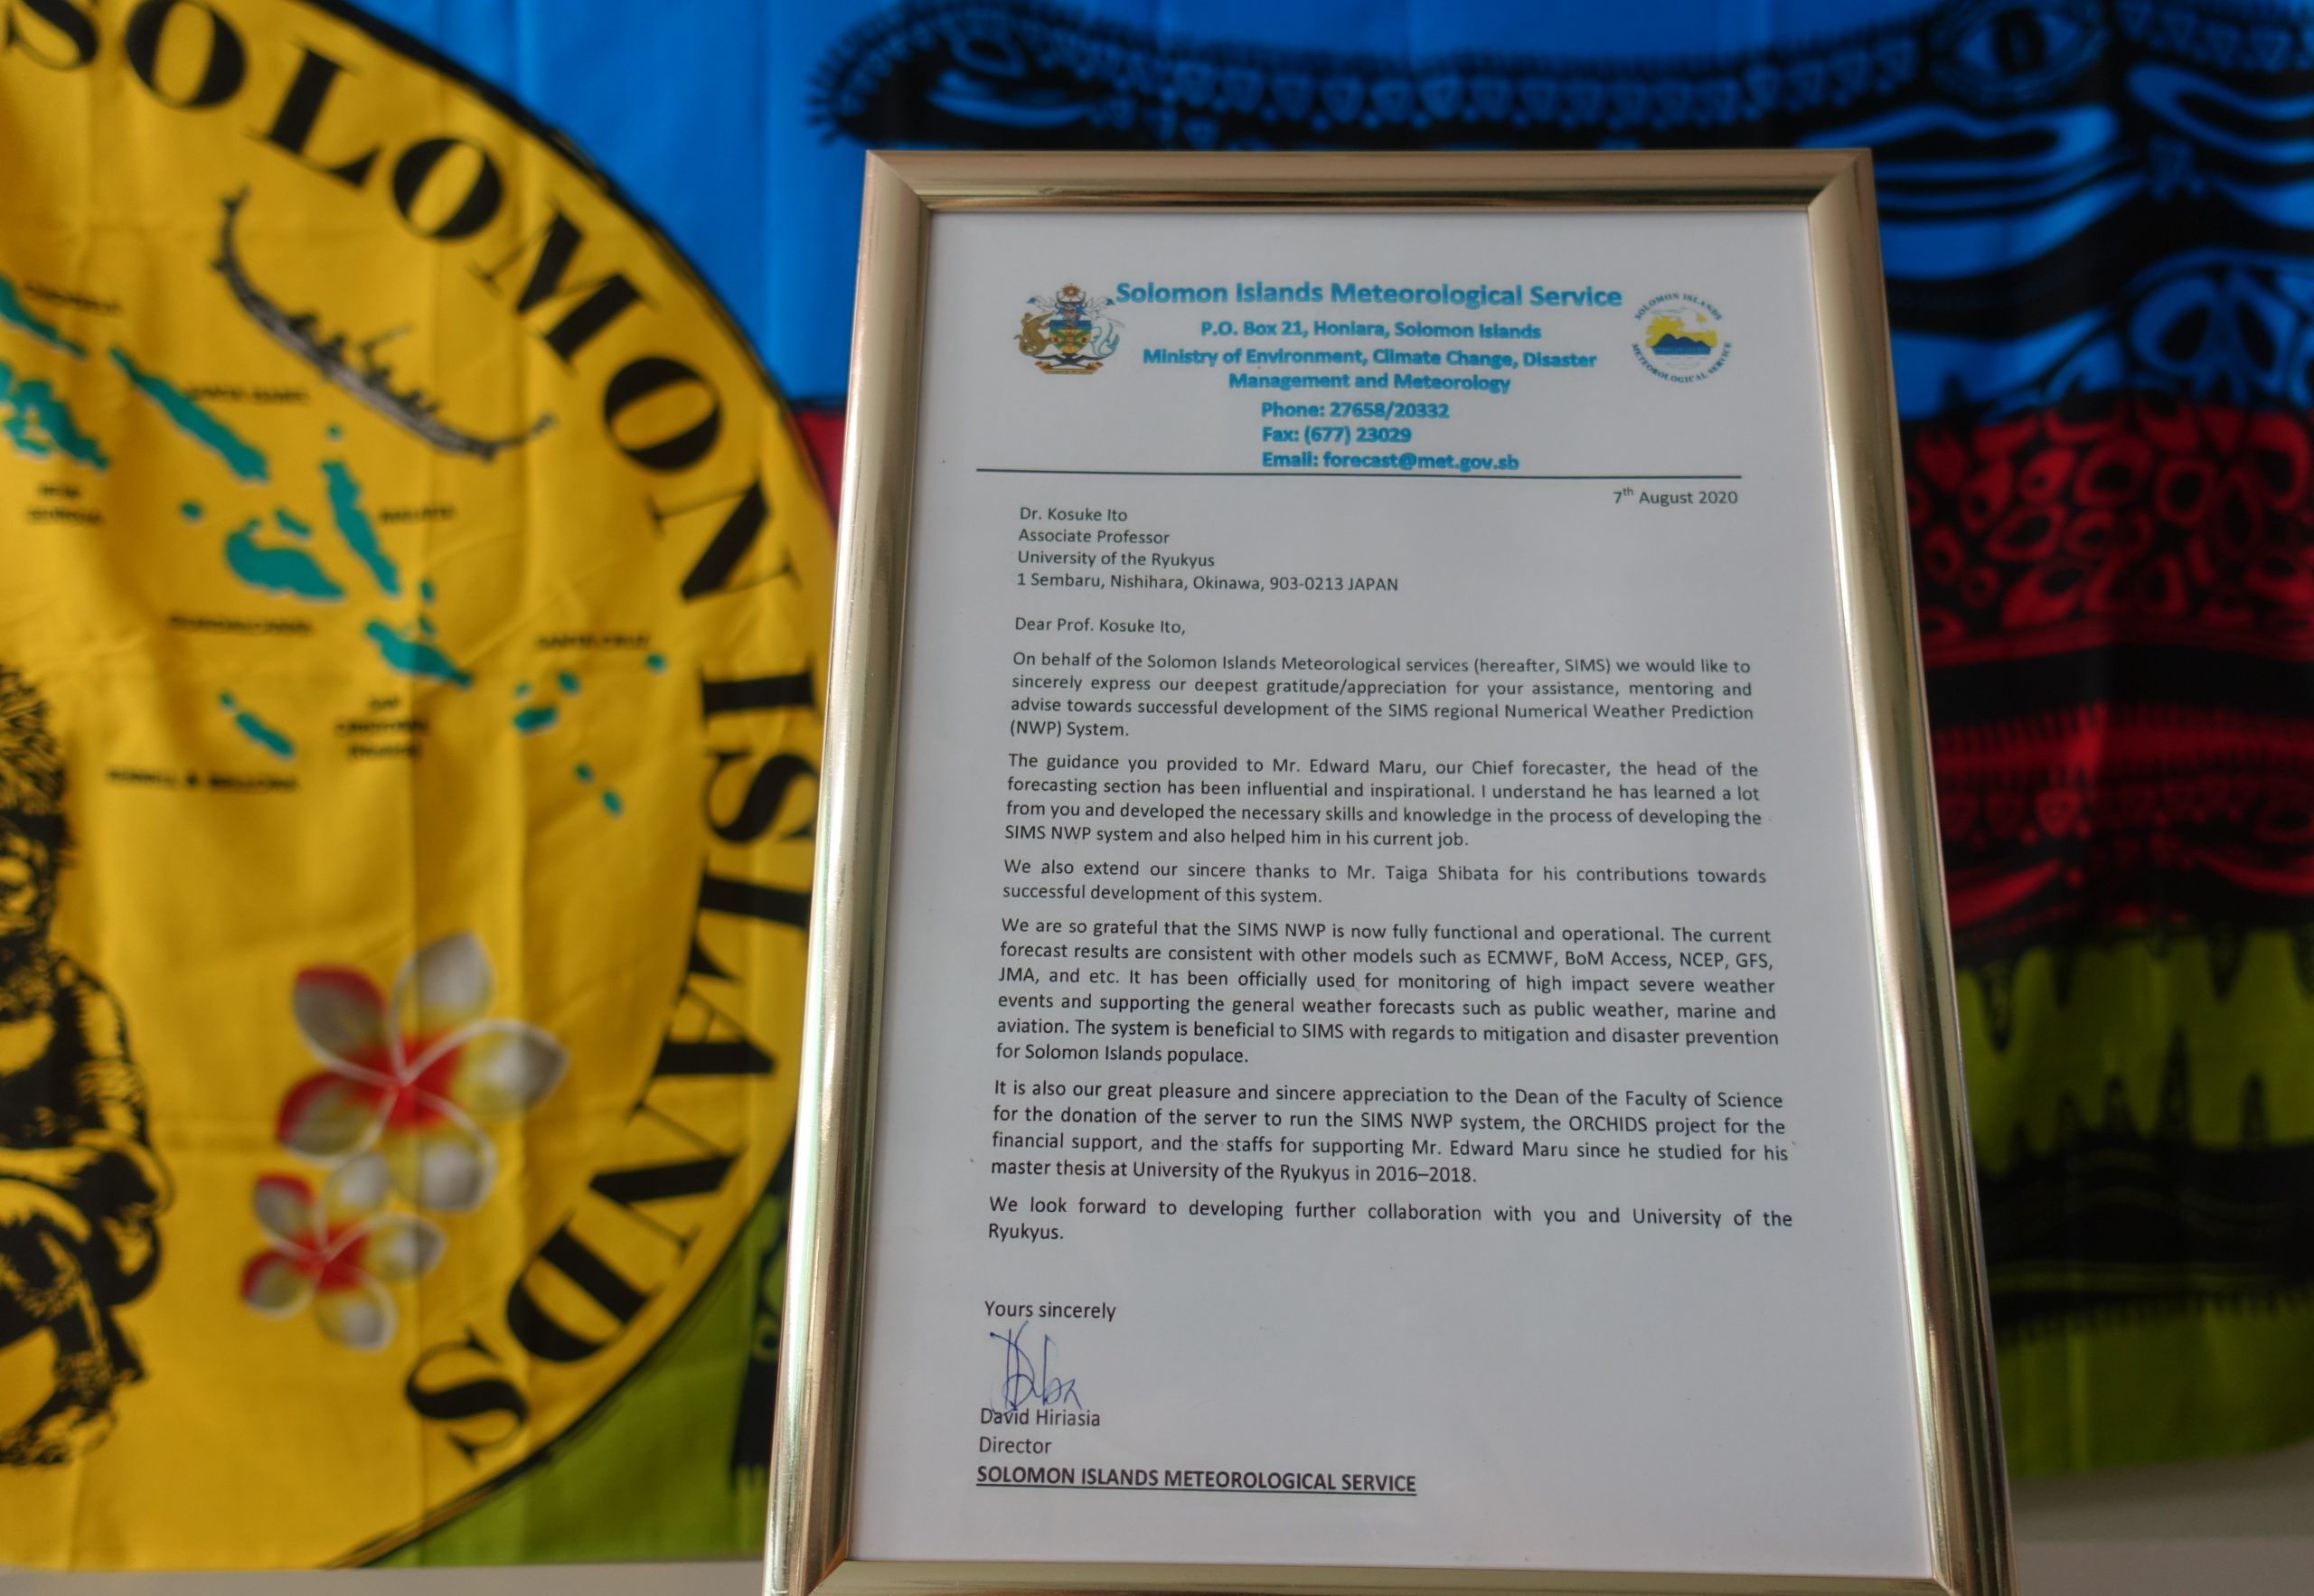 SOLOMON ISLANDS
SANTA ISABEL
MALAITA
GUADALCANAL
SANTA CRUZ
SAN
CRISTOBAL
RENNELL & BELLONA
Solomon Islands Meteorological Service
P.O. Box 21, Honiara, Solomon Islands
Ministry of Environment, Climate Change, Disaster
Management and Meteorology
Phone: 27658/20332
Fax: (677) 23029
Email: forecast@met.gov.sb
SOLOMON ISLANDS
METEOROLOGICAL SERVICE
7th August 2020
Dr. Kosuke Ito
Associate Professor
University of the Ryukyus
1 Sembaru, Nishihara, Okinawa, 903-0213 JAPAN
Dear Prof. Kosuke Ito,
On behalf of the Solomon Islands Meteorological services (hereafter, SIMS) we would like to
sincerely express our deepest gratitude/appreciation for your assistance, mentoring and
advise towards successful development of the SIMS regional Numerical Weather Prediction
(NWP) System.
The guidance you provided to Mr. Edward Maru, our Chief forecaster, the head of the
forecasting section has been influential and inspirational. I understand he has learned a lot
from you and developed the necessary skills and knowledge in the process of developing the
SIMS NWP system and also helped him in his current job.
We also extend our sincere thanks to Mr. Taiga Shibata for his contributions towards
successful development of this system.
We are so grateful that the SIMS NWP is now fully functional and operational. The current
forecast results are consistent with other models such as ECMWF, BoM Access, NCEP, GFS,
JMA, and etc. It has been officially used for monitoring of high impact severe weather
events and supporting the general weather forecasts such as public weather, marine and
aviation. The system is beneficial to SIMS with regards to mitigation and disaster prevention
for Solomon Islands populace.
It is also our great pleasure and sincere appreciation to the Dean of the Faculty of Science
for the donation of the server to run the SIMS NWP system, the ORCHIDS project for the
financial support, and the staffs for supporting Mr. Edward Maru since he studied for his
master thesis at University of the Ryukyus in 2016–2018.
We look forward to developing further collaboration with you and University of the
Ryukyus.
Yours sincerely
David Hiriasia
Director
SOLOMON ISLANDS METEOROLOGICAL SERVICE